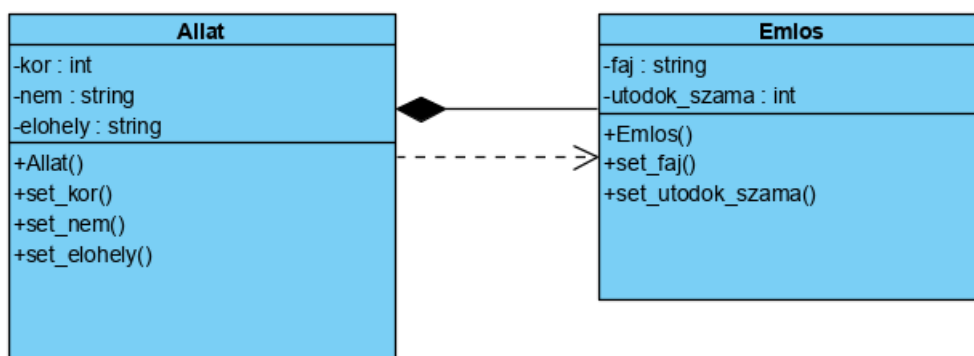 Allat
-kor : int
-nem : string
-elohely : string
+Allat()
+set_kor()
+set_nem()
+set_elohely()
Emlos
-faj : string
-utodok_szama : int
+Emlos()
+set_faj()
+set_utodok_szama()